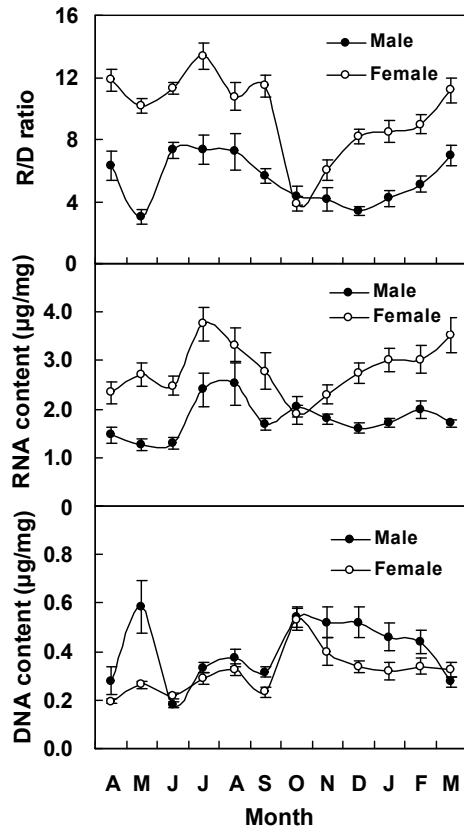 16
12
8
4
0
R/D ratio
Male
Female
4.0
3.0
2.0
1.0
0
RNA content (µg/mg)
Male
Female
0.8
0.6
0.4
0.2
0.0
DNA content (µg/mg)
Male
Female
A M J J A S O N D J F M
Month